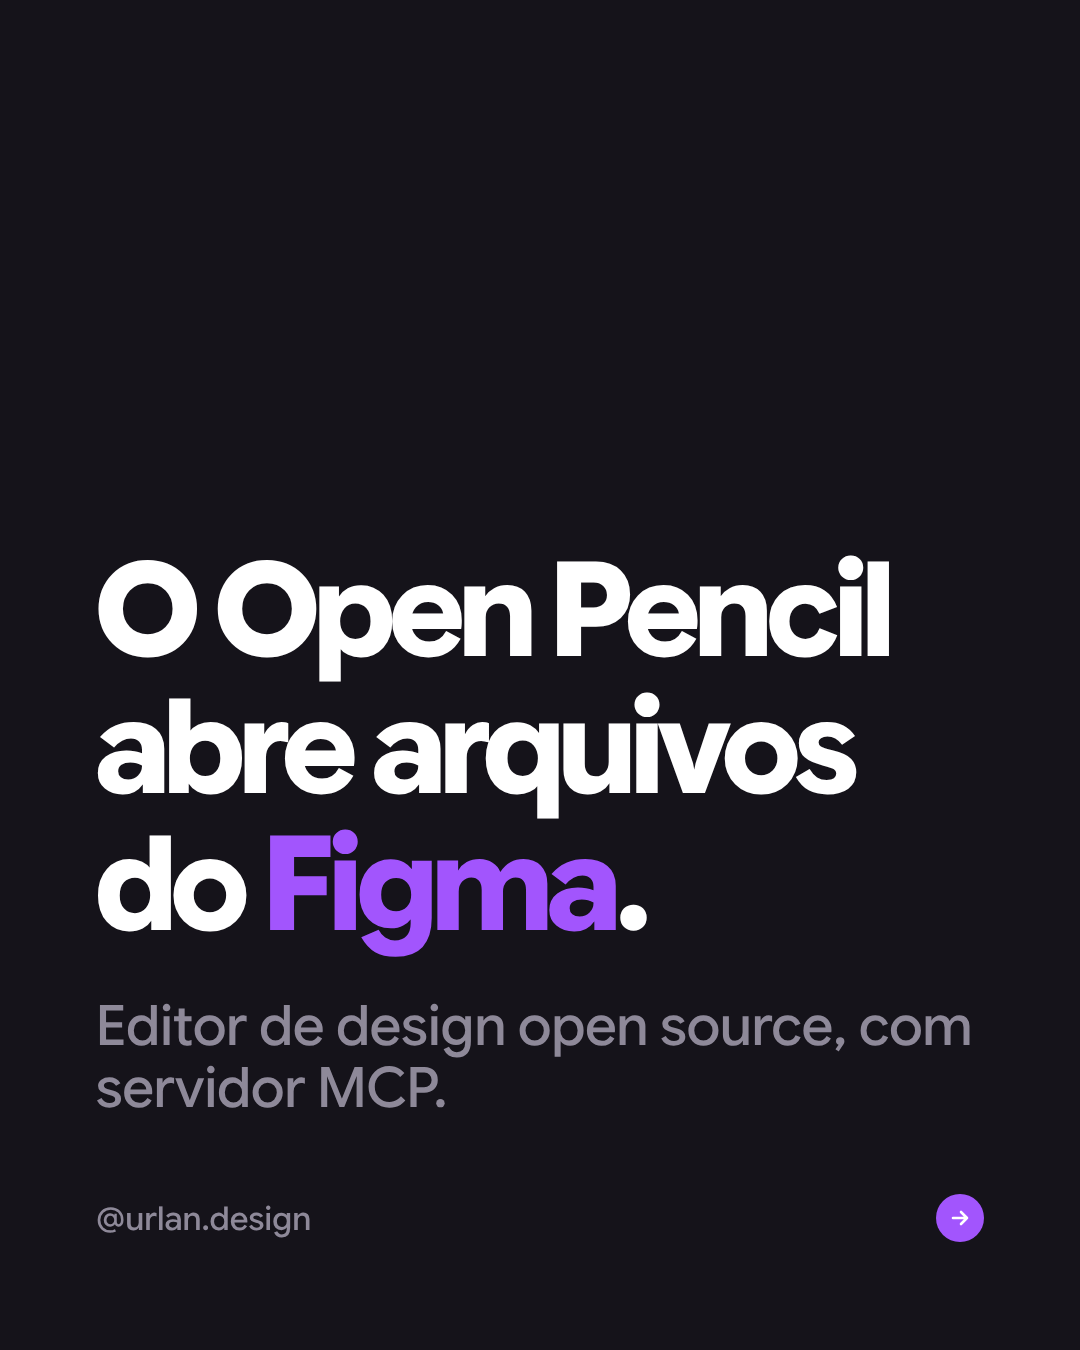 O Open Pencil
abre arquivos
do Figma.
Editor de design open source, com
servidor MCP.
@urlan.design